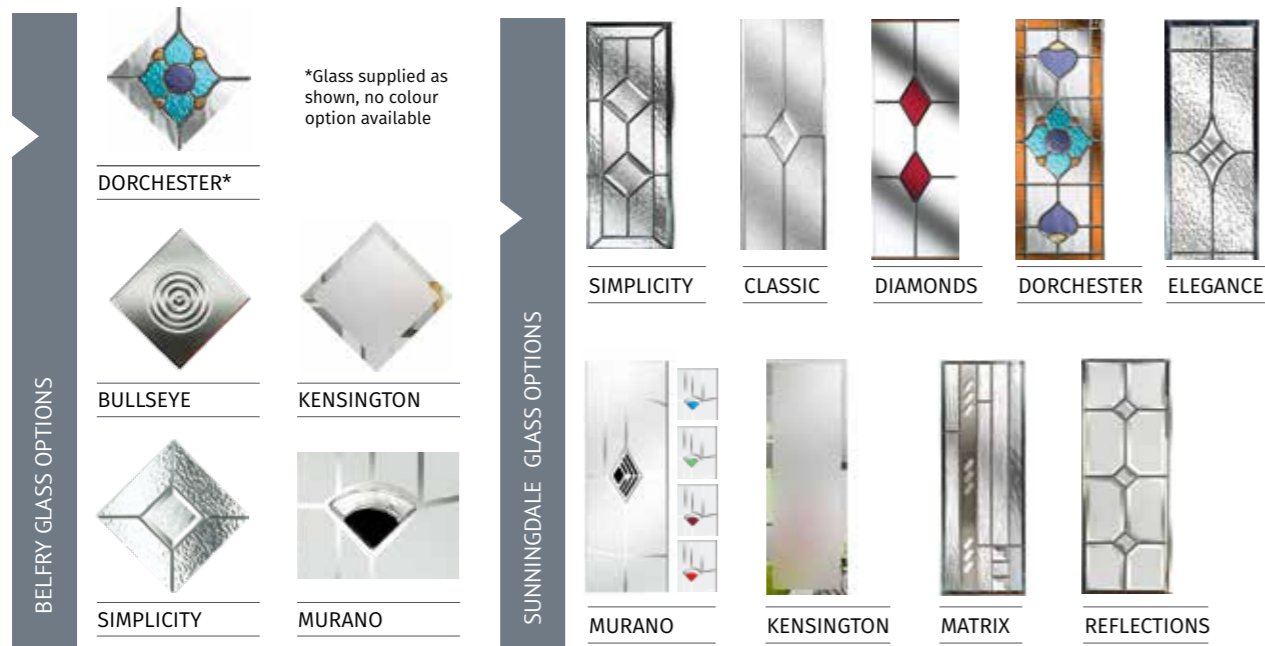 BELFRY GLASS OPTIONS
*Glass supplied as
shown, no colour
option available
DORCHESTER*
BULLSEYE
KENSINGTON
SIMPLICITY
MURANO
SUNNINGDALE GLASS OPTIONS
SIMPLICITY
CLASSIC
DIAMONDS
DORCHESTER
ELEGANCE
MURANO
KENSINGTON
MATRIX
REFLECTIONS